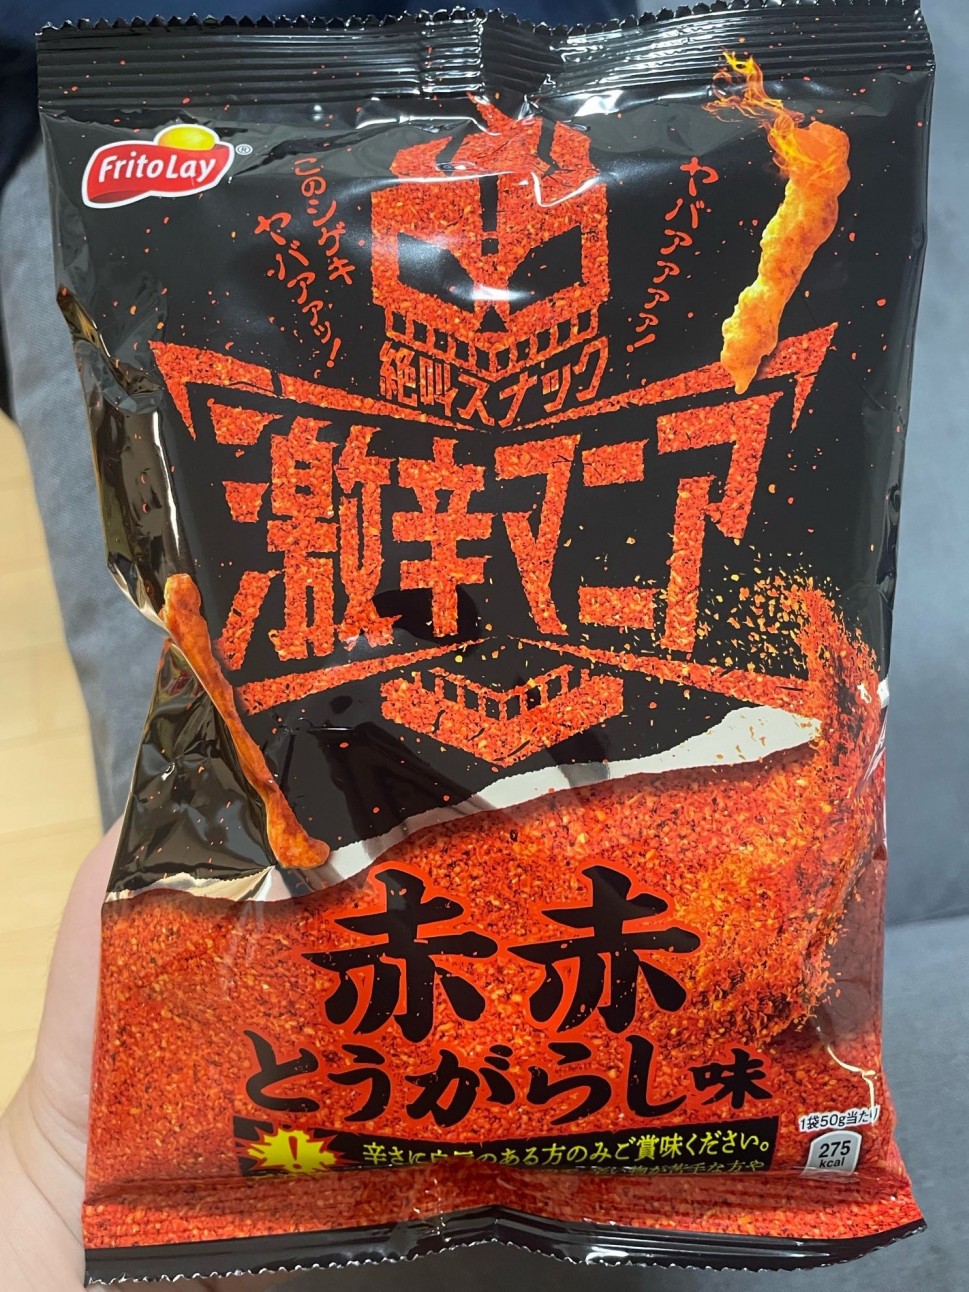 FritoLay®
このシゲキ
ヤバアアッ!
ヤバアアアア!
絶叫スナック
激辛マニア
赤赤
とうがらし味
辛さに のある方のみご賞味ください。
1袋50g当たり
275
kcal